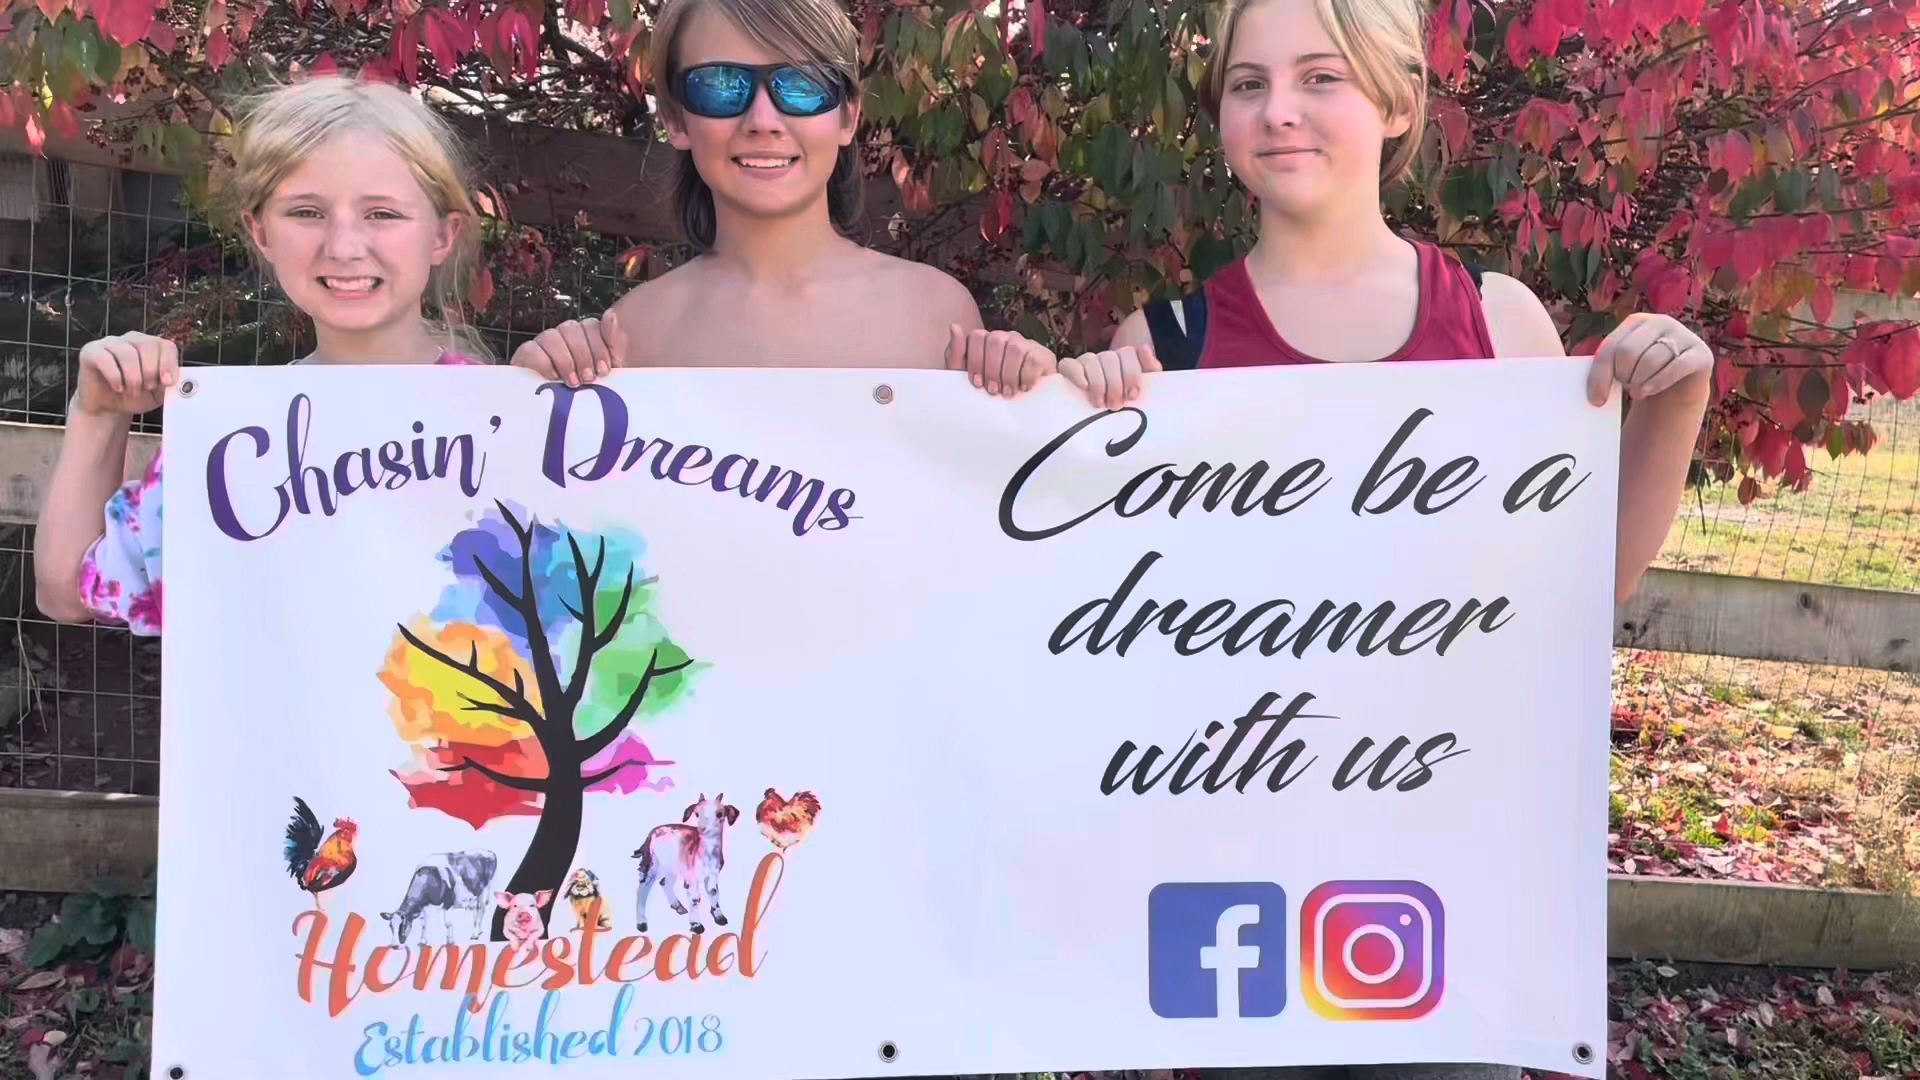 Chasin' Dreams
Homestead
Established 2018
Come be a
dreamer
with us